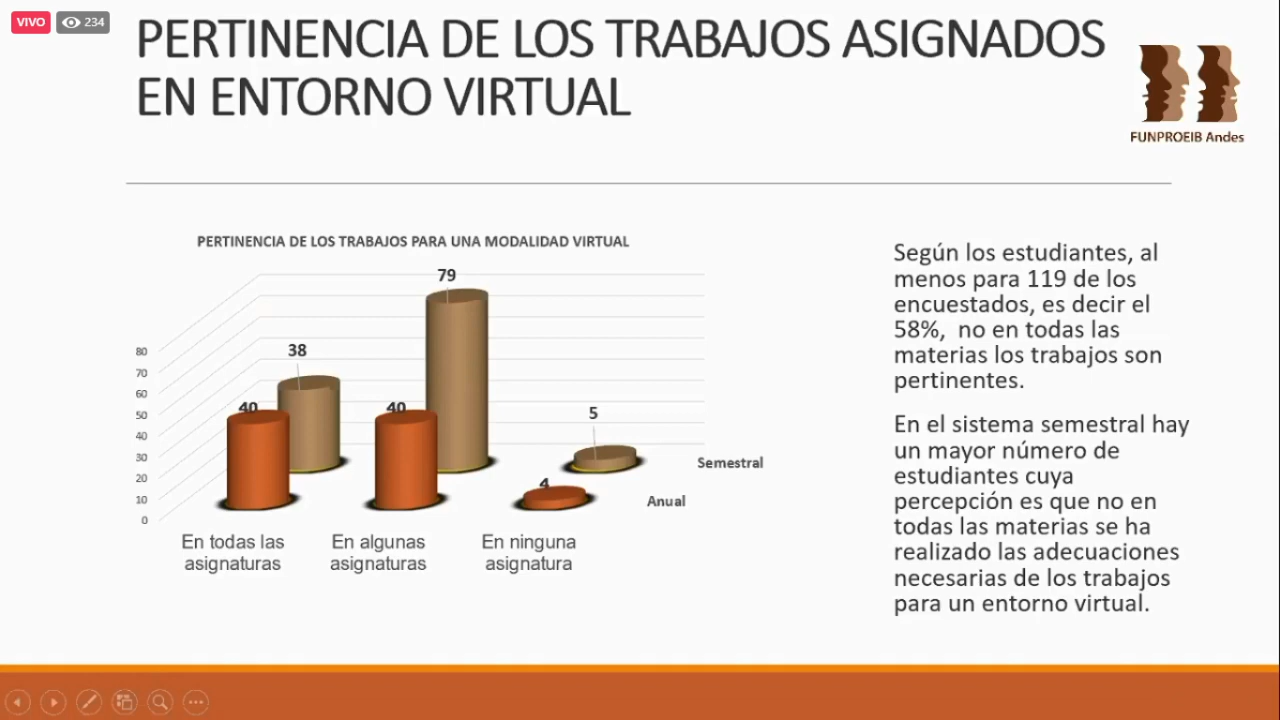 VIVO
234
PERTINENCIA DE LOS TRABAJOS ASIGNADOS
EN ENTORNO VIRTUAL
FUNPROEIB Andes
PERTINENCIA DE LOS TRABAJOS PARA UNA MODALIDAD VIRTUAL
79
38
40
40
5
4
80
70
60
50
40
30
20
10
0
Semestral
Anual
En todas las
asignaturas
En algunas
asignaturas
En ninguna
asignatura
Según los estudiantes, al
menos para 119 de los
encuestados, es decir el
58%, no en todas las
materias los trabajos son
pertinentes.
En el sistema semestral hay
un mayor número de
estudiantes cuya
percepción es que no en
todas las materias se ha
realizado las adecuaciones
necesarias de los trabajos
para un entorno virtual.